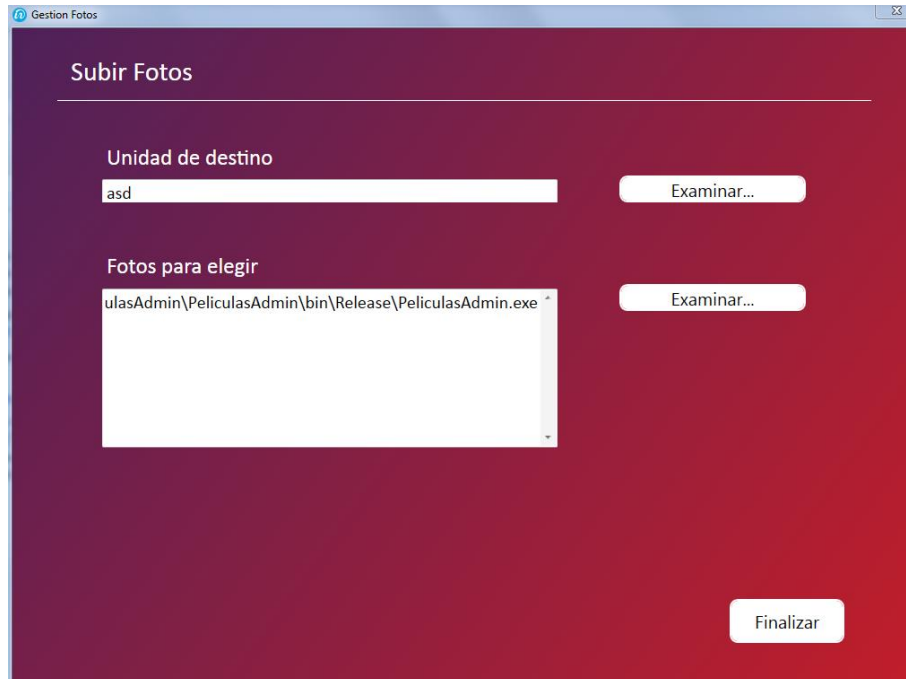 Gestion Fotos
Subir Fotos
Unidad de destino
asd
Examinar...
Fotos para elegir
ulasAdmin\PeliculasAdmin\bin\Release\PeliculasAdmin.exe
Examinar...
Finalizar